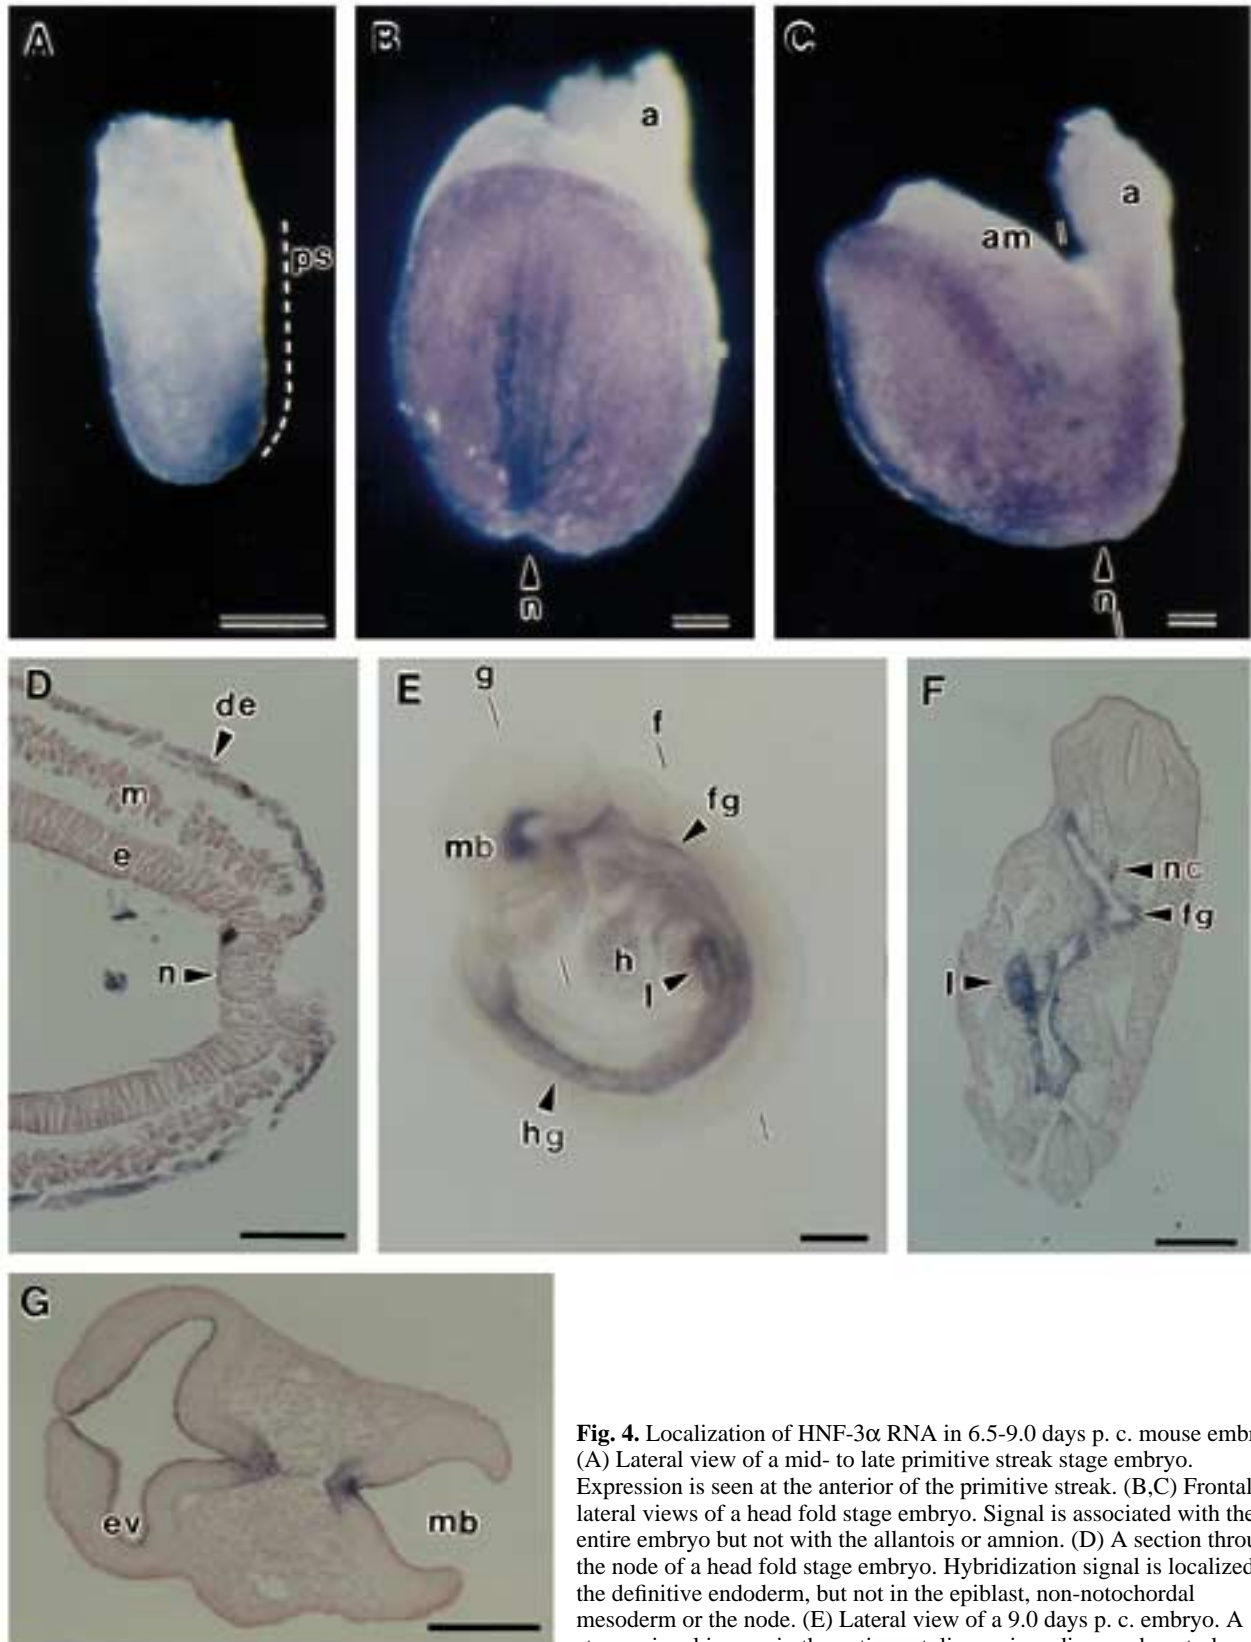 A
B
C
a
a
ps
am
n
n
D
E
F
de
m
e
n
g
f
fg
mb
h
l
hg
nc
fg
l
G
ev
mb
Fig. 4. Localization of HNF-3α RNA in 6.5-9.0 days p. c. mouse
(A) Lateral view of a mid- to late primitive streak stage embryo.
Expression is seen at the anterior of the primitive streak. (B,C) Frontal
lateral views of a head fold stage embryo. Signal is associated with the
entire embryo but not with the allantois or amnion. (D) A section
the node of a head fold stage embryo. Hybridization signal is localized
the definitive endoderm, but not in the epiblast, non-notochordal
mesoderm or the node. (E) Lateral view of a 9.0 days p. c. embryo. A